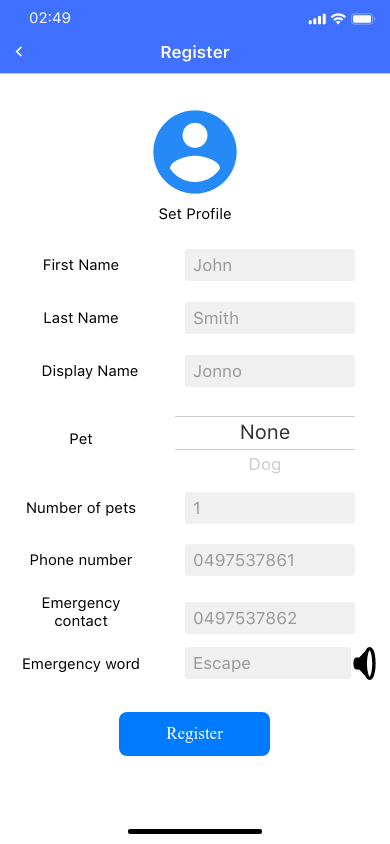 02:49
Register
Set Profile
First Name
John
Last Name
Smith
Display Name
Jonno
Pet
None
Dog
Number of pets
1
Phone number
0497537861
Emergency
contact
0497537862
Emergency word
Escape
Register